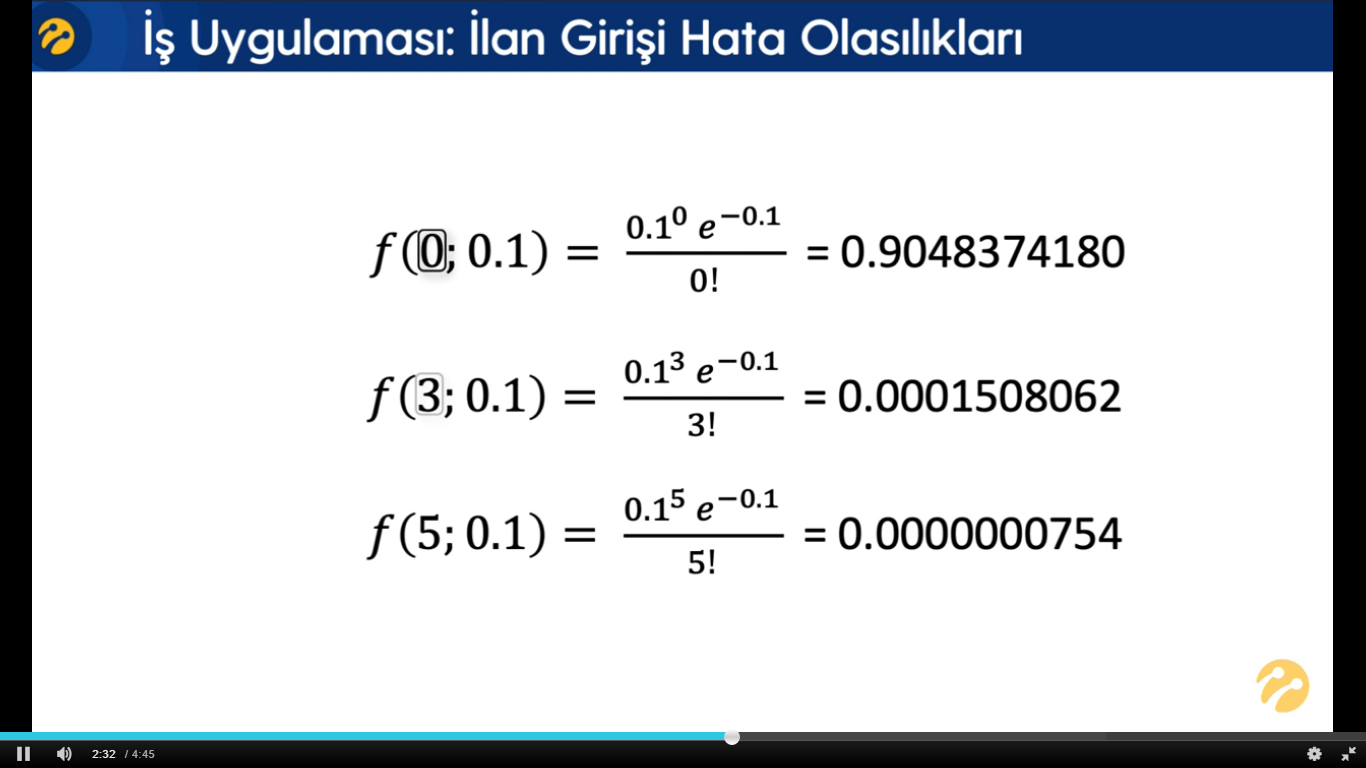 İş Uygulaması: İlan Girişi Hata Olasılıkları
f(0; 0.1) = 0.1⁰ e⁻⁰·¹ / 0! = 0.9048374180
f(3; 0.1) = 0.1³ e⁻⁰·¹ / 3! = 0.0001508062
f(5; 0.1) = 0.1⁵ e⁻⁰·¹ / 5! = 0.0000000754
2:32 / 4:45